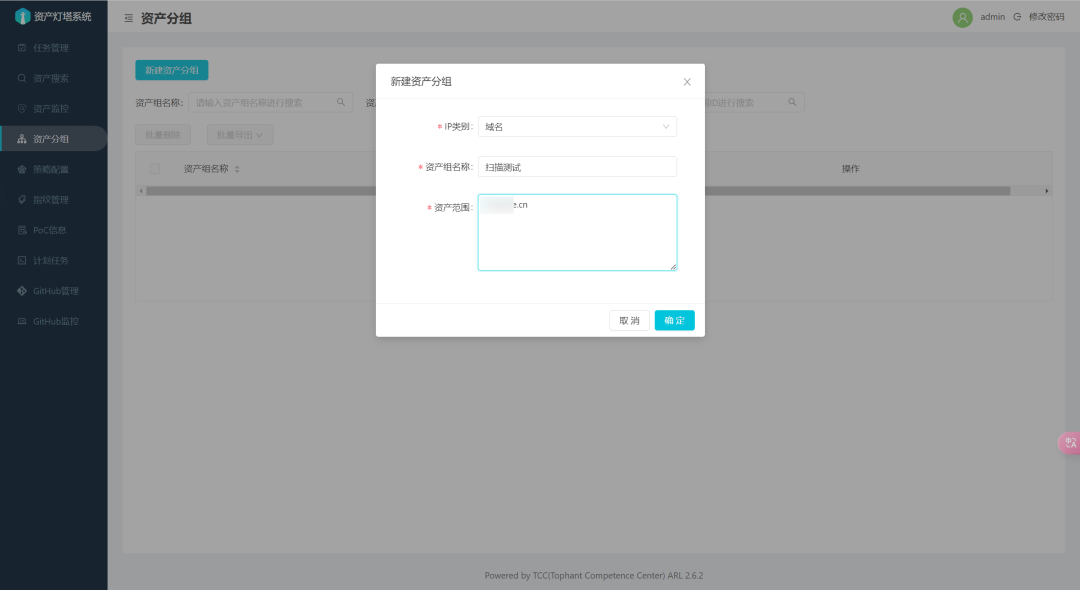 资产灯塔系统
资产分组
admin
修改密码
任务管理
资产搜索
资产监控
资产分组
策略配置
指纹管理
PoC信息
计划任务
GitHub管理
GitHub监控
新建资产分组
资产组名称:
请输入资产组名称进行搜索
ID进行搜索
批量删除
批量导出
资产组名称
操作
新建资产分组
* IP类别:
域名
* 资产组名称:
扫描测试
* 资产范围:
e.cn
取 消
确 定
Powered by TCC(Tophant Competence Center) ARL 2.6.2